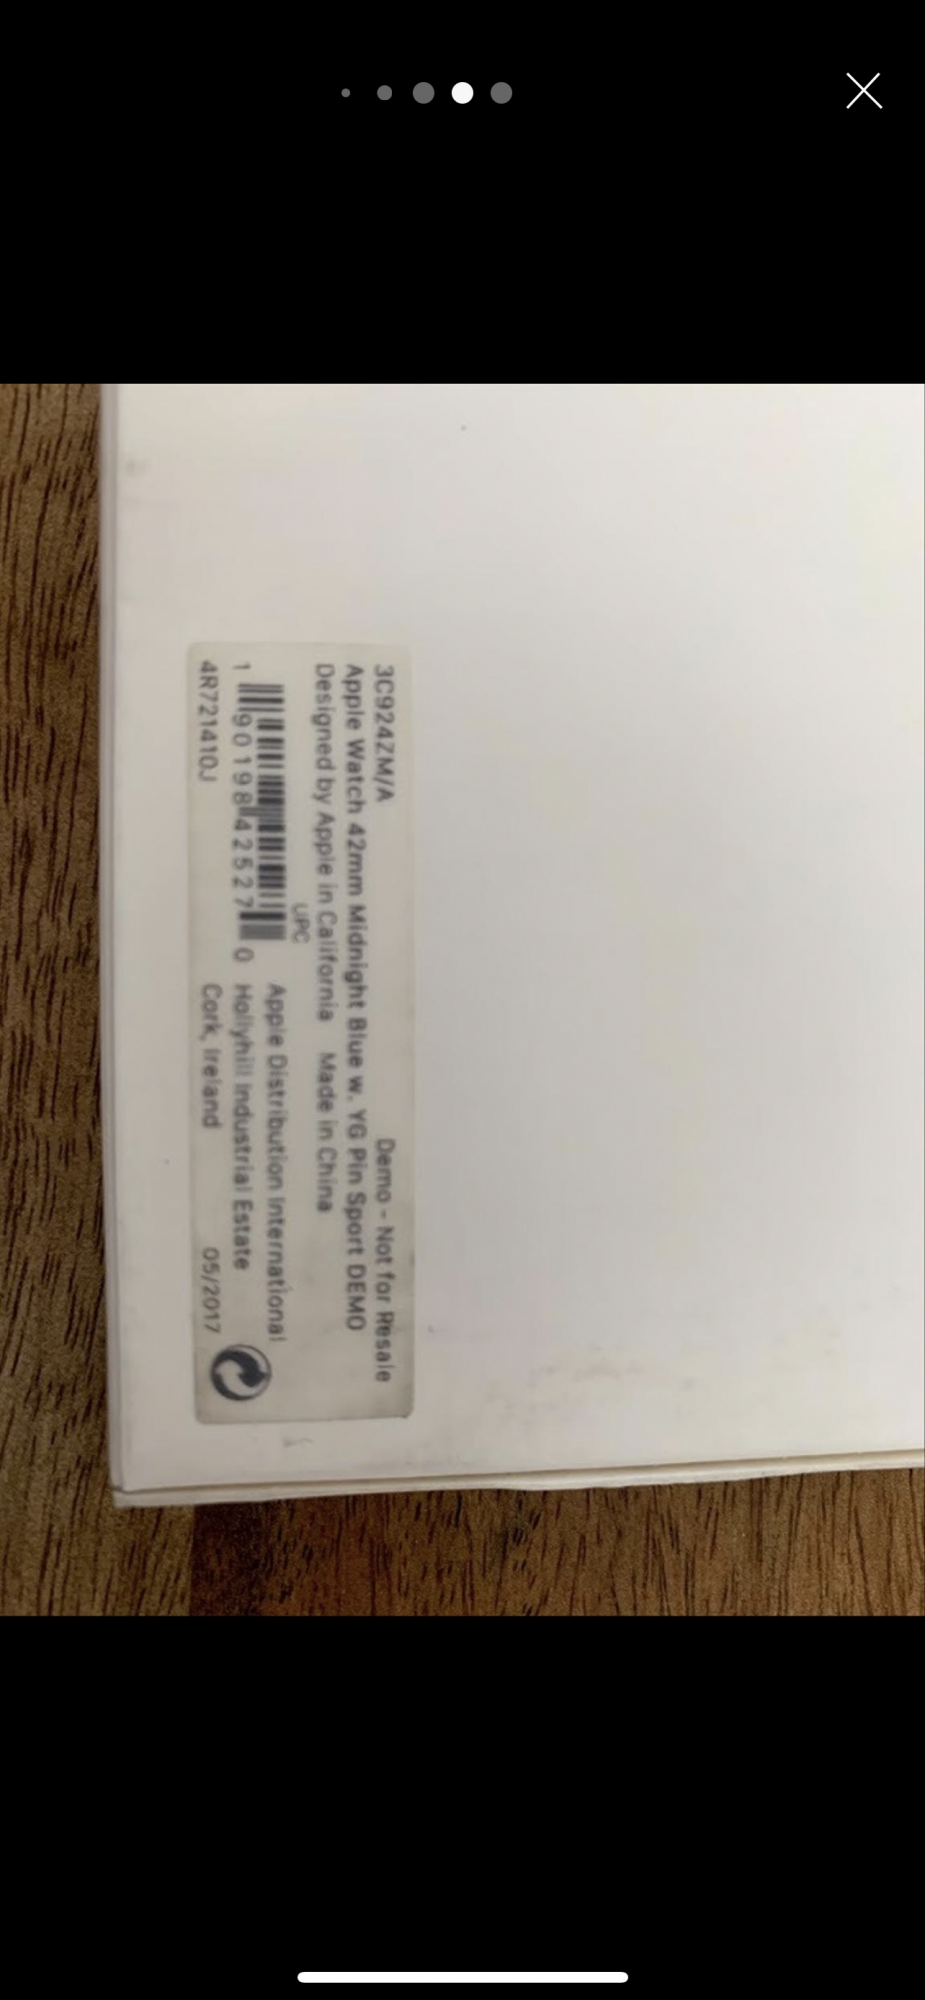 3C924ZM/A Demo - Not for Resale
Apple Watch 42mm Midnight Blue w. YG Pin Sport DEMO
Designed by Apple in California Made in China
UPC
1 90198 42527 0
4R721410J
Apple Distribution International
Hollyhill Industrial Estate
Cork, Ireland 05/2017